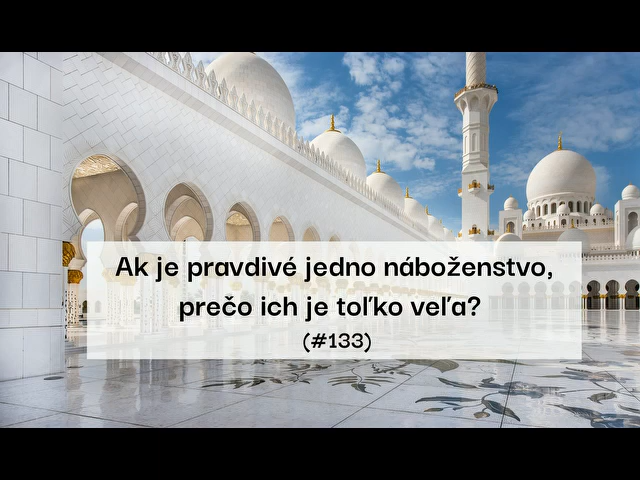 Ak je pravdivé jedno náboženstvo,
prečo ich je toľko veľa?
(#133)